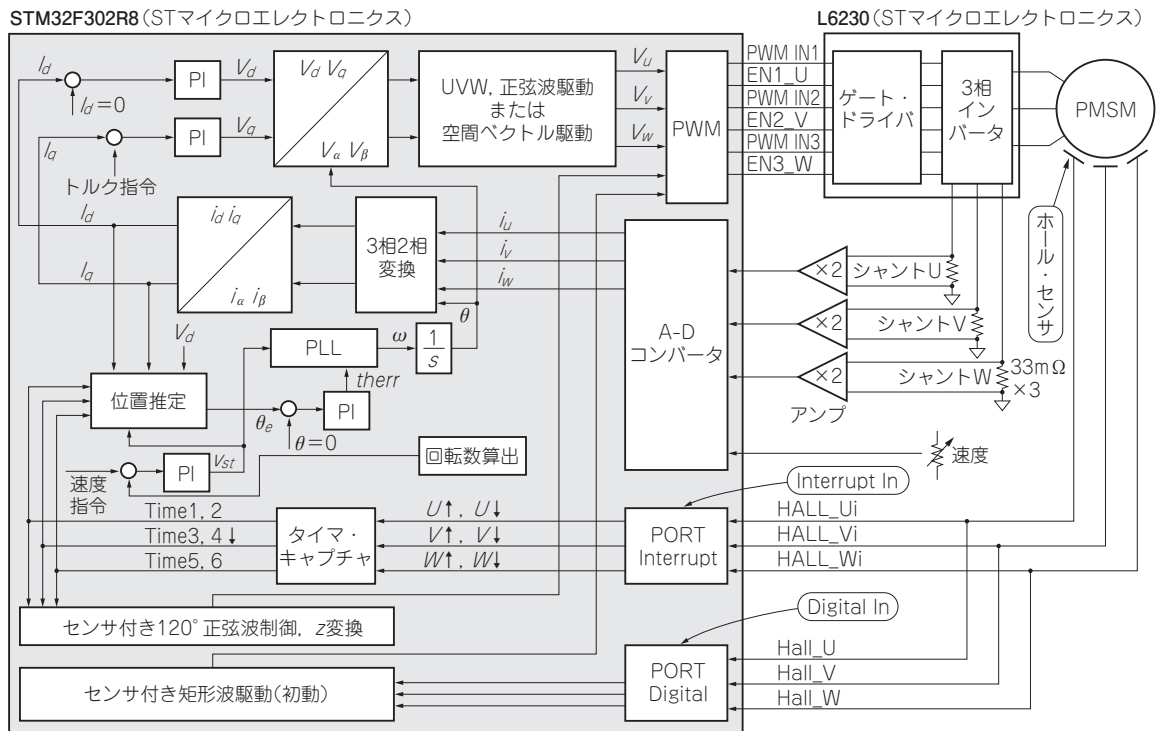 STM32F302R8(STマイクロエレクトロニクス)
L6230(STマイクロエレクトロニクス)
Id
Id=0
PI
Vd
Iq
トルク指令
PI
Vq
Vd Vq
Vα Vβ
UVW, 正弦波駆動
または
空間ベクトル駆動
Vu
Vv
Vw
PWM
PWM IN1
EN1_U
PWM IN2
EN2_V
PWM IN3
EN3_W
ゲート・
ドライバ
3相
イン
バータ
PMSM
ホール・センサ
Id
Iq
id iq
iα iβ
3相2相
変換
iu
iv
iw
θ
A-D
コンバータ
×2
シャントU
×2
シャントV
×2
シャントW
33mΩ
×3
アンプ
速度
Vd
位置推定
PLL
ω
1
s
therr
θe
θ=0
PI
速度
指令
PI
Vst
回転数算出
Interrupt In
Time1, 2
Time3, 4↓
Time5, 6
タイマ・
キャプチャ
U↑, U↓
V↑, V↓
W↑, W↓
PORT
Interrupt
HALL_Ui
HALL_Vi
HALL_Wi
Digital In
センサ付き120°正弦波制御, z変換
センサ付き矩形波駆動(初動)
PORT
Digital
Hall_U
Hall_V
Hall_W